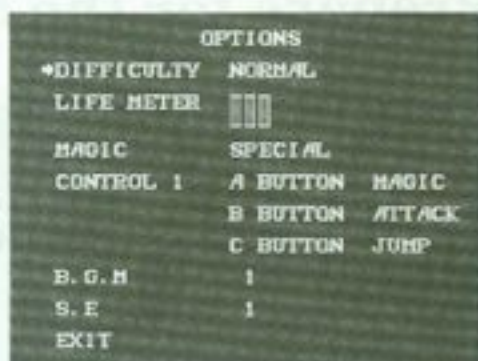 OPTIONS
DIFFICULTY NORMAL
LIFE METER
MAGIC SPECIAL
CONTROL 1 A BUTTON MAGIC
B BUTTON ATTACK
C BUTTON JUMP
B.G.M 1
S.E 1
EXIT